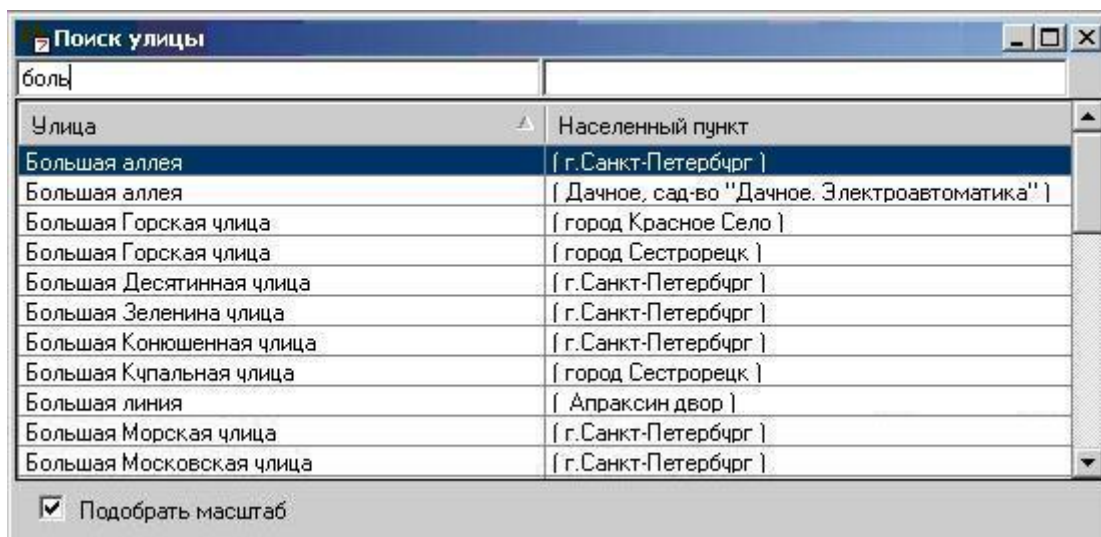 Поиск улицы
боль
Улица Населенный пункт
Большая аллея ( г.Санкт-Петербург )
Большая аллея ( Дачное, сад-во "Дачное. Электроавтоматика" )
Большая Горская улица ( город Красное Село )
Большая Горская улица ( город Сестрорецк )
Большая Десятинная улица ( г.Санкт-Петербург )
Большая Зеленина улица ( г.Санкт-Петербург )
Большая Конюшенная улица ( г.Санкт-Петербург )
Большая Купальная улица ( город Сестрорецк )
Большая линия ( Апраксин двор )
Большая Морская улица ( г.Санкт-Петербург )
Большая Московская улица ( г.Санкт-Петербург )
Подобрать масштаб